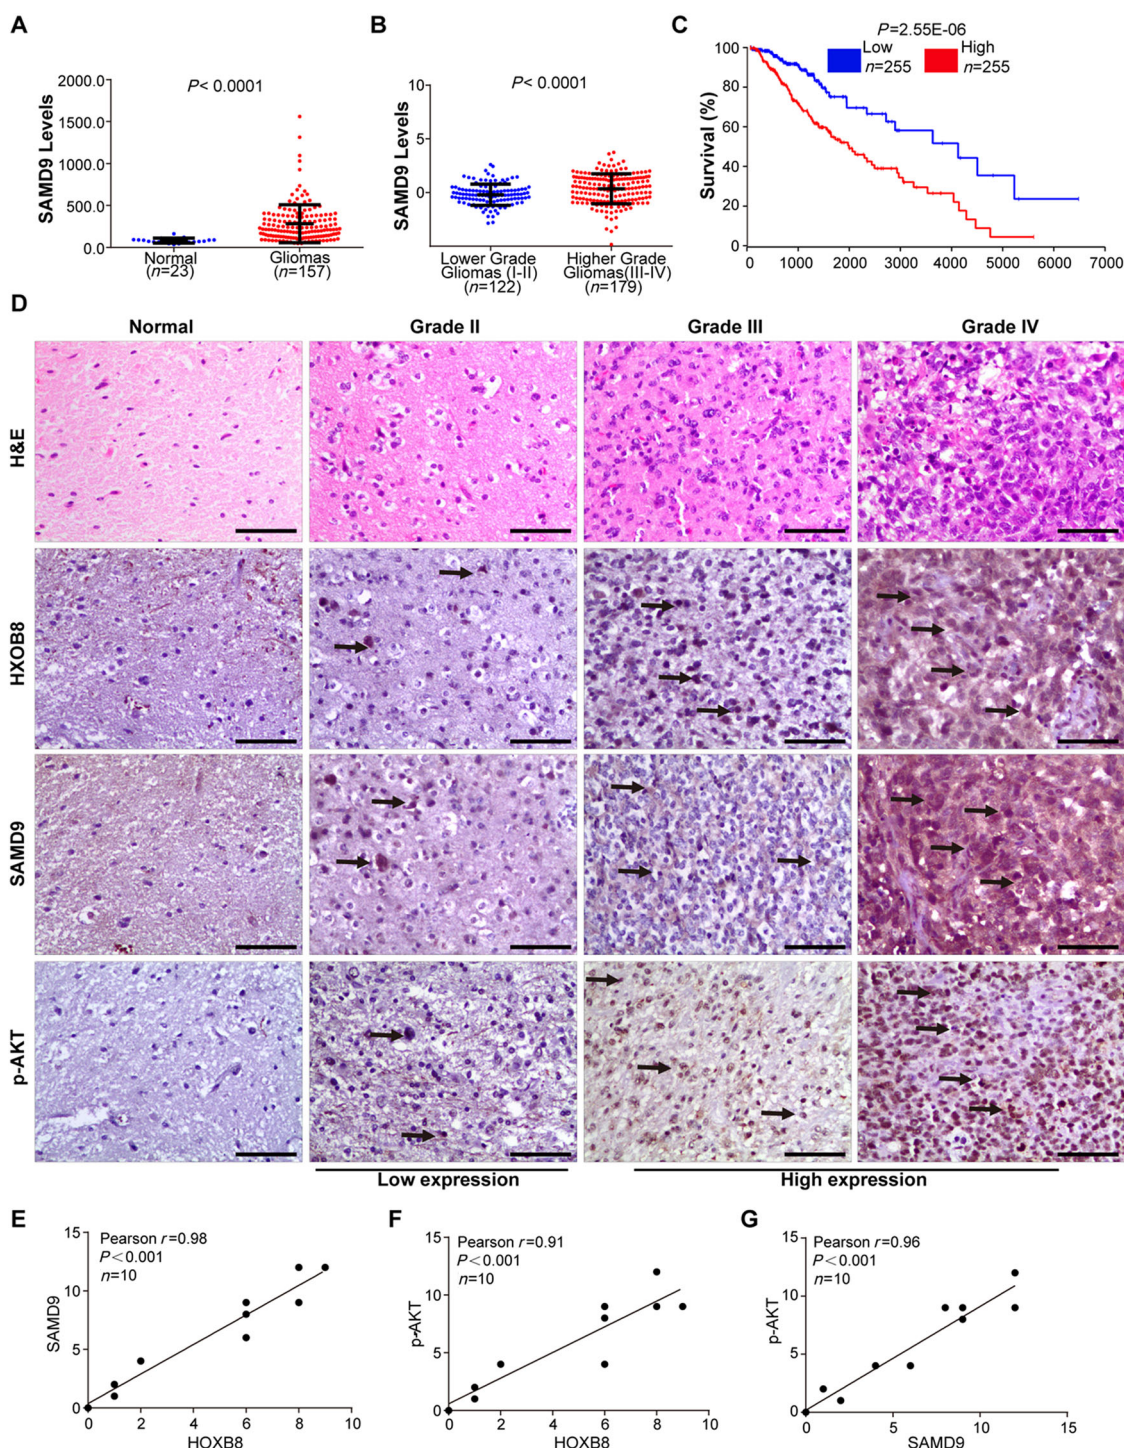 A
SAMD9 Levels
2000.0
1500.0
1000.0
500.0
0.0
P< 0.0001
Normal
(n=23)
Gliomas
(n=157)
B
SAMD9 Levels
10
5
0
-5
P< 0.0001
Lower Grade
Gliomas (I-II)
(n=122)
Higher Grade
Gliomas(III-IV)
(n=179)
C
P=2.55E-06
Low
n=255
High
n=255
Survival (%)
100
80
60
40
20
0
0 1000 2000 3000 4000 5000 6000 7000
D
Normal Grade II Grade III Grade IV
H&E
HXOB8
SAMD9
p-AKT
Low expression High expression
E
Pearson r=0.98
P<0.001
n=10
SAMD9
15
10
5
0
0 2 4 6 8 10
HOXB8
F
Pearson r=0.91
P<0.001
n=10
p-AKT
15
10
5
0
0 2 4 6 8 10
HOXB8
G
Pearson r=0.96
P<0.001
n=10
p-AKT
15
10
5
0
0 5 10 15
SAMD9